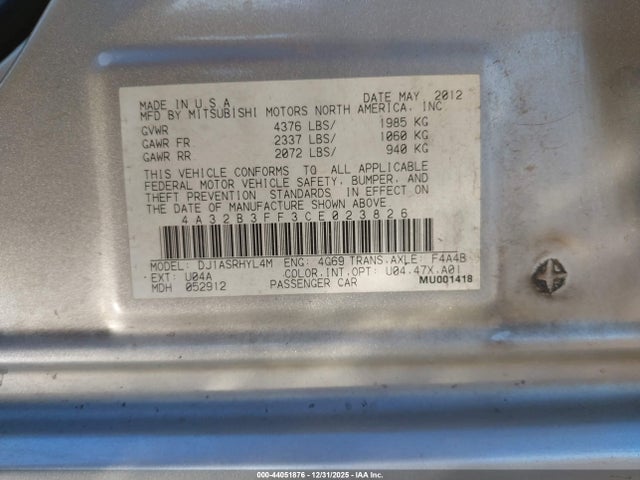 MADE IN U.S.A. DATE MAY 2012
MFD BY MITSUBISHI MOTORS NORTH AMERICA, INC
GVWR 4376 LBS/ 1985 KG
GAWR FR 2337 LBS/ 1060 KG
GAWR RR 2072 LBS/ 940 KG
THIS VEHICLE CONFORMS TO ALL APPLICABLE
FEDERAL MOTOR VEHICLE SAFETY, BUMPER, AND
THEFT PREVENTION STANDARDS IN EFFECT ON
THE DATE OF MANUFACTURE SHOWN ABOVE
4A32B3FF3CE023826
MODEL: DJ1ASRHYL4M ENG: 4G69 TRANS.AXLE: F4A4B
EXT: U04A COLOR.INT.OPT: U04.47X.A01
MDH 052912 PASSENGER CAR MU001418
000-44051876 - 12/31/2025 - IAA Inc.